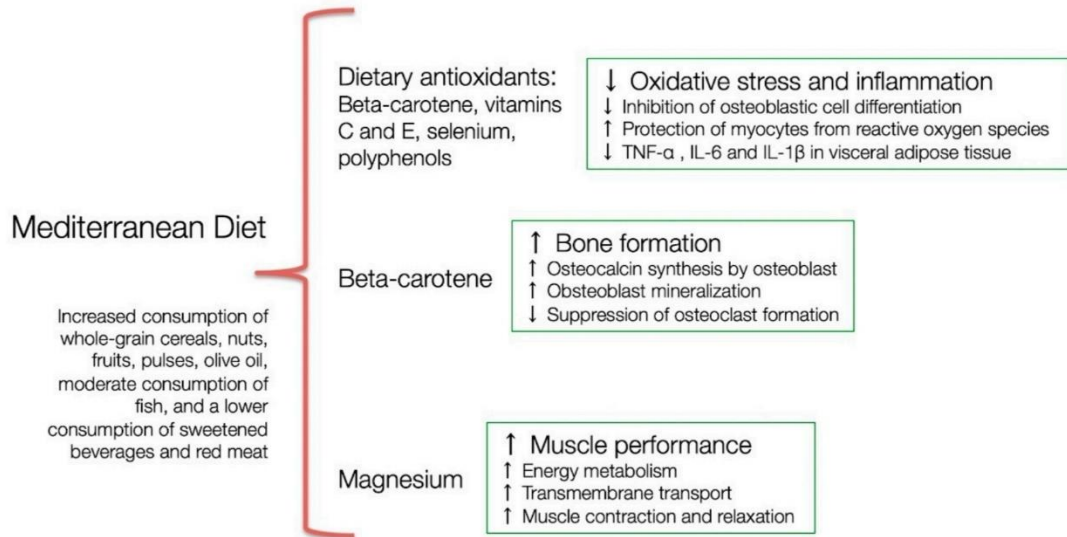 Mediterranean Diet
Increased consumption of
whole-grain cereals, nuts,
fruits, pulses, olive oil,
moderate consumption of
fish, and a lower
consumption of sweetened
beverages and red meat
Dietary antioxidants:
Beta-carotene, vitamins
C and E, selenium,
polyphenols
↓ Oxidative stress and inflammation
↓ Inhibition of osteoblastic cell differentiation
↑ Protection of myocytes from reactive oxygen species
↓ TNF-α , IL-6 and IL-1β in visceral adipose tissue
Beta-carotene
↑ Bone formation
↑ Osteocalcin synthesis by osteoblast
↑ Obsteoblast mineralization
↓ Suppression of osteoclast formation
Magnesium
↑ Muscle performance
↑ Energy metabolism
↑ Transmembrane transport
↑ Muscle contraction and relaxation